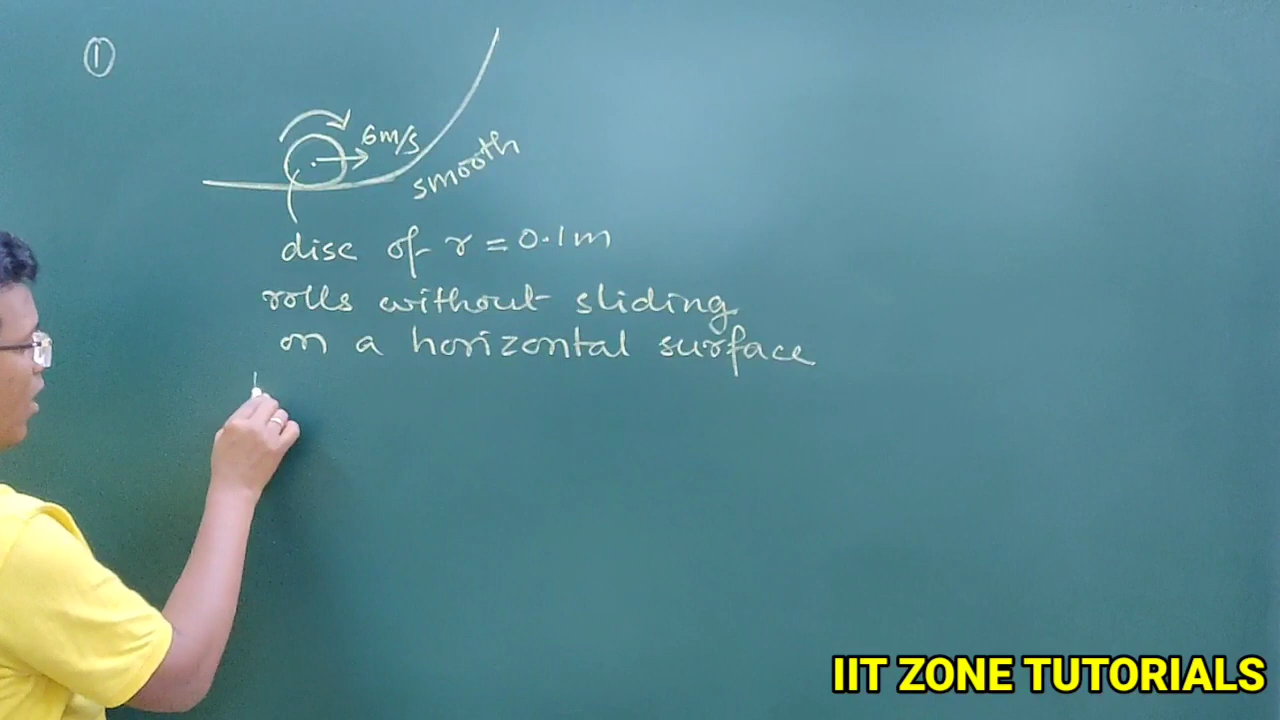 1
6m/s
smooth
disc of r = 0.1m
rolls without sliding
on a horizontal surface
IIT ZONE TUTORIALS